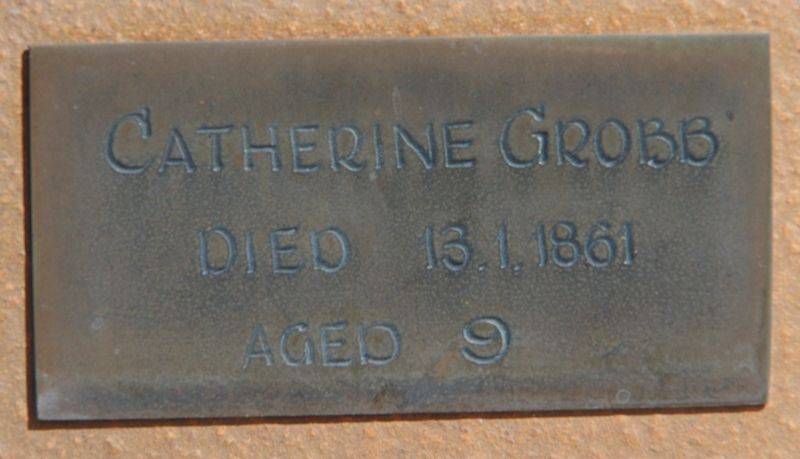 CATHERINE GROBB
DIED 13.1.1861
AGED 9